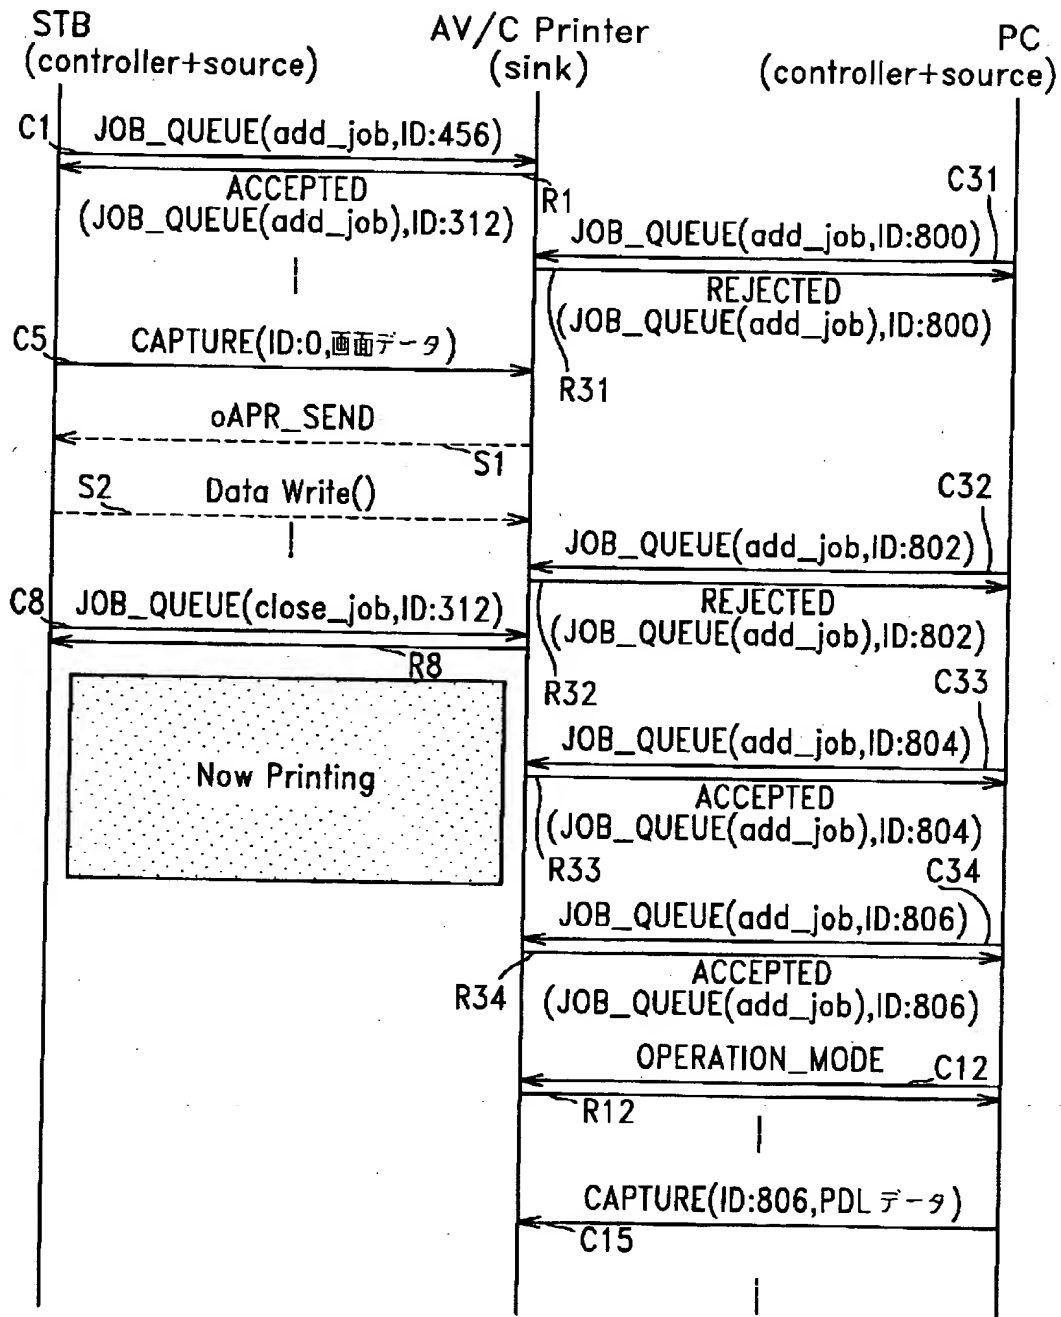 STB
(controller+source)
AV/C Printer
(sink)
PC
(controller+source)
C1
JOB_QUEUE(add_job,ID:456)
ACCEPTED
(JOB_QUEUE(add_job),ID:312)
R1
C31
JOB_QUEUE(add_job,ID:800)
REJECTED
(JOB_QUEUE(add_job),ID:800)
R31
C5
CAPTURE(ID:0,画面データ)
oAPR_SEND
S1
S2
Data Write()
C32
JOB_QUEUE(add_job,ID:802)
REJECTED
(JOB_QUEUE(add_job),ID:802)
R32
C8
JOB_QUEUE(close_job,ID:312)
R8
C33
JOB_QUEUE(add_job,ID:804)
ACCEPTED
(JOB_QUEUE(add_job),ID:804)
R33
Now Printing
C34
JOB_QUEUE(add_job,ID:806)
R34
ACCEPTED
(JOB_QUEUE(add_job),ID:806)
OPERATION_MODE
C12
R12
CAPTURE(ID:806,PDLデータ)
C15